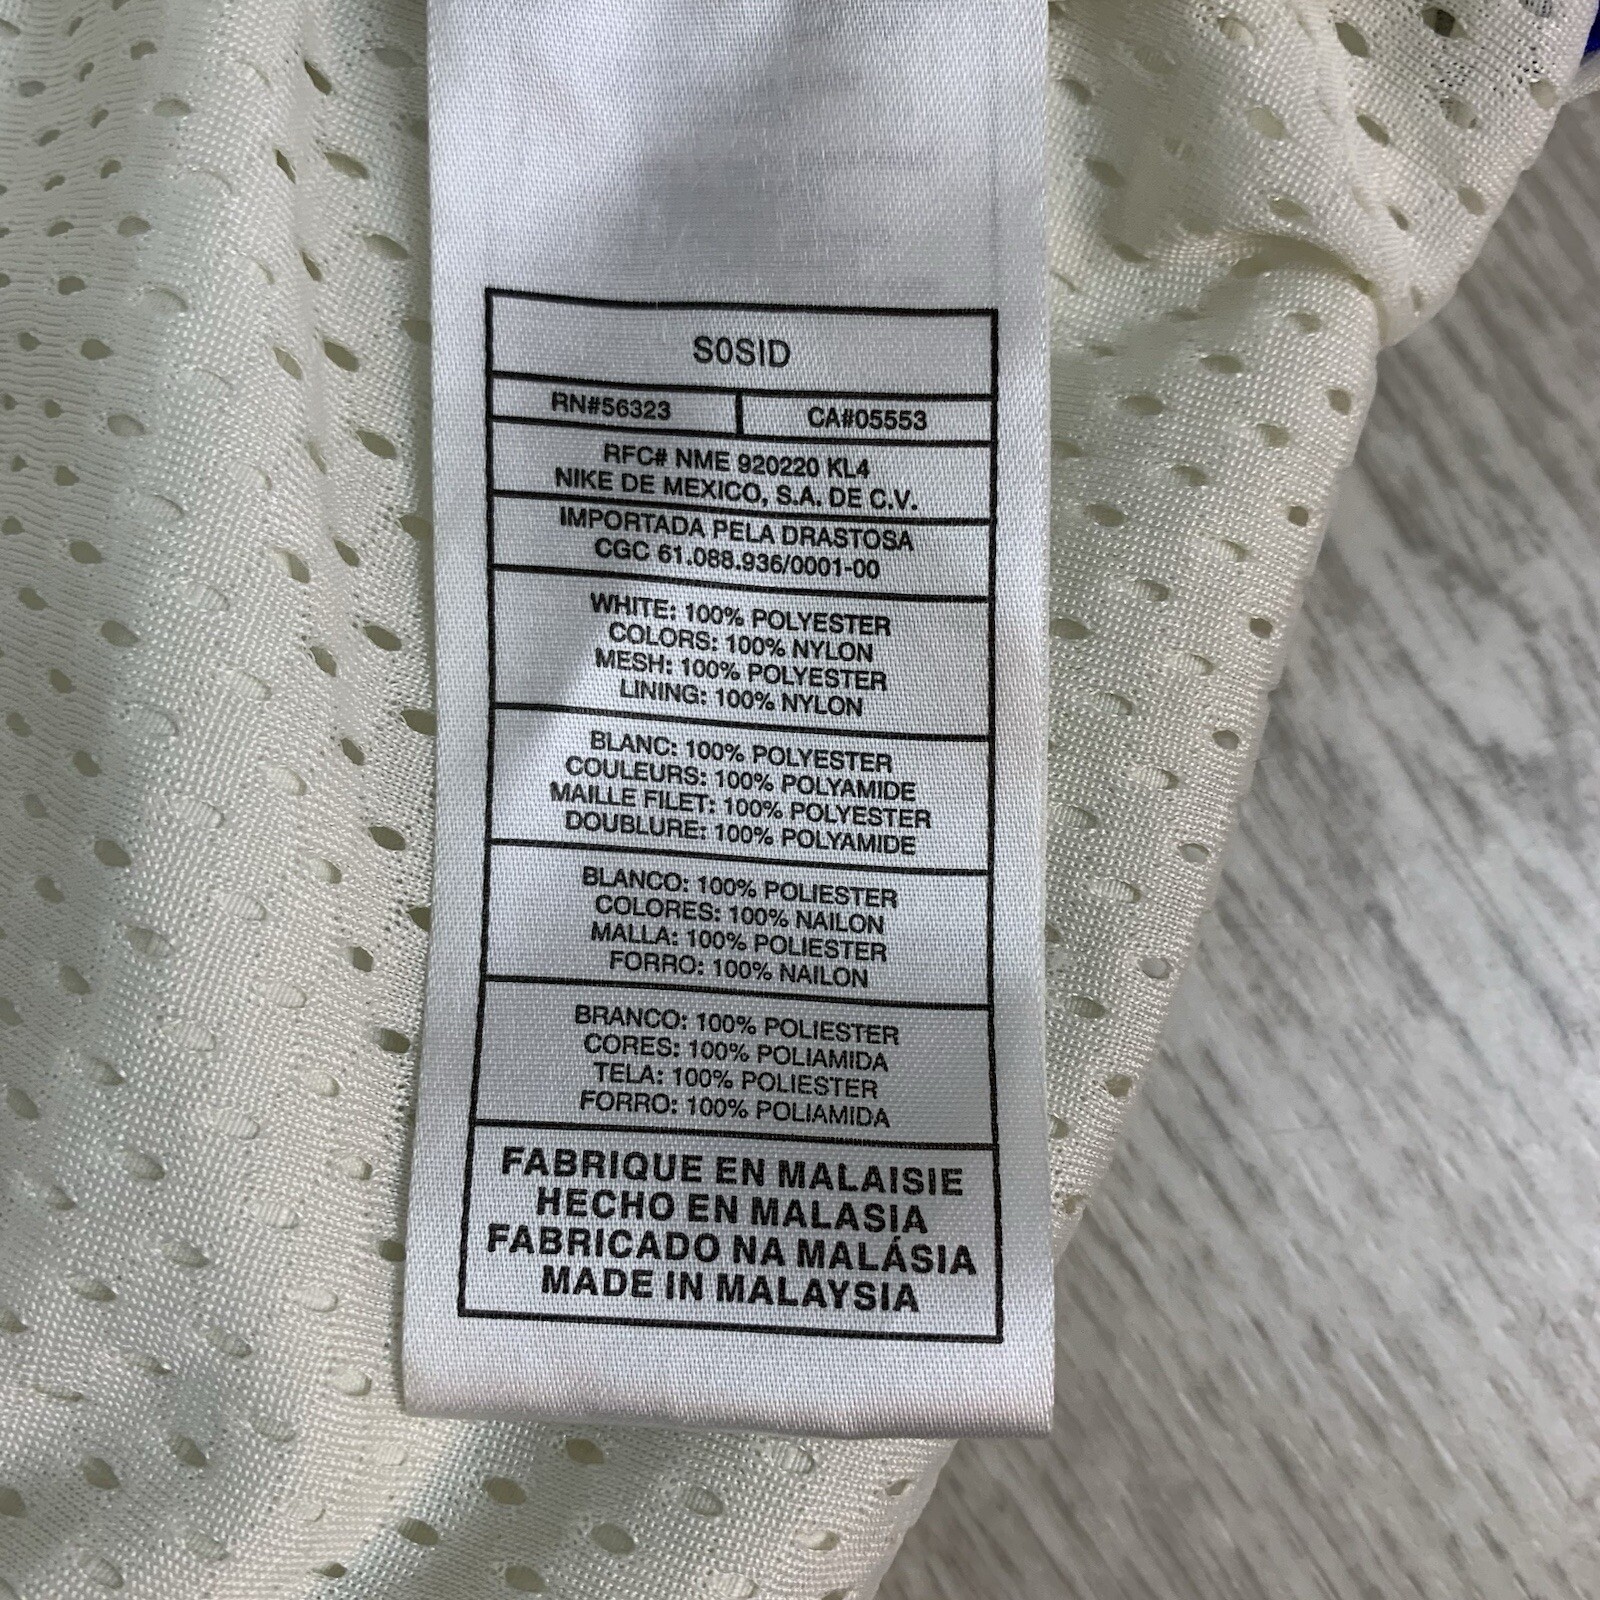 S0SID
RN#56323 CA#05553
RFC# NME 920220 KL4
NIKE DE MEXICO, S.A. DE C.V.
IMPORTADA PELA DRASTOSA
CGC 61.088.936/0001-00
WHITE: 100% POLYESTER
COLORS: 100% NYLON
MESH: 100% POLYESTER
LINING: 100% NYLON
BLANC: 100% POLYESTER
COULEURS: 100% POLYAMIDE
MAILLE FILET: 100% POLYESTER
DOUBLURE: 100% POLYAMIDE
BLANCO: 100% POLIESTER
COLORES: 100% NAILON
MALLA: 100% POLIESTER
FORRO: 100% NAILON
BRANCO: 100% POLIESTER
CORES: 100% POLIAMIDA
TELA: 100% POLIESTER
FORRO: 100% POLIAMIDA
FABRIQUE EN MALAISIE
HECHO EN MALASIA
FABRICADO NA MALÁSIA
MADE IN MALAYSIA